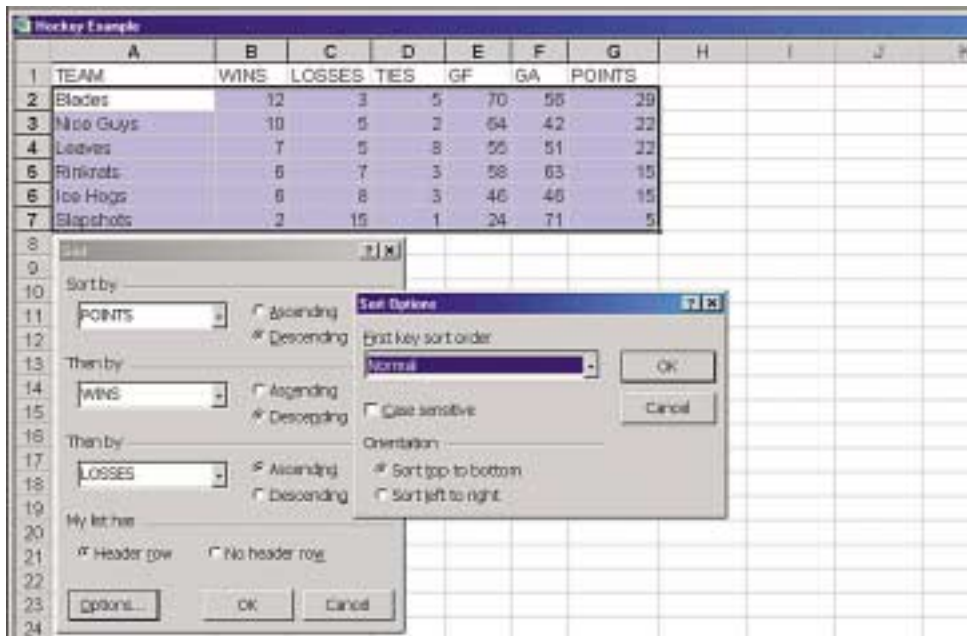 Hockey Example
A B C D E F G H I J K
1 TEAM WINS LOSSES TIES GF GA POINTS
2 Blades 12 3 5 70 56 29
3 Nice Guys 10 5 2 64 42 22
4 Leaves 7 5 8 55 51 22
5 Rinkrats 6 7 3 58 63 15
6 Ice Hogs 6 8 3 46 46 15
7 Slapshots 2 15 1 24 71 5
8
Sort
9
10
Sort by
11
POINTS
Ascending
12
Descending
13
Then by
14
WINS
Ascending
15
Descending
16
Then by
17
LOSSES
Ascending
18
Descending
19
My list has
20
21
Header row No header row
22
23
Options... OK Cancel
24
Sort Options
First key sort order
Normal
OK
Case sensitive
Cancel
Orientation
Sort top to bottom
Sort left to right